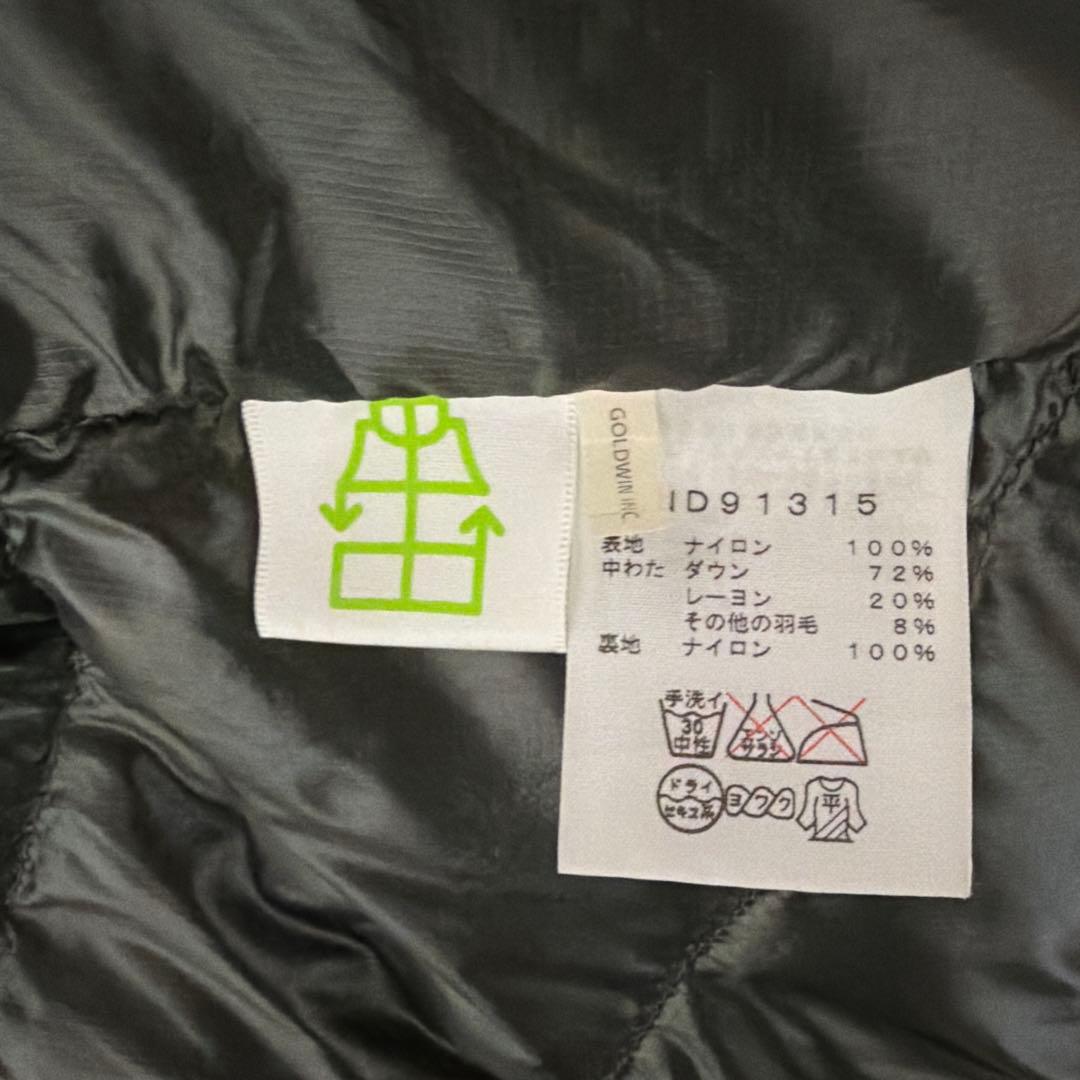 GOLDWIN INC
ND91315
表地 ナイロン 100%
中わた ダウン 72%
レーヨン 20%
その他の羽毛 8%
裏地 ナイロン 100%
手洗イ
30
中性
エンソ
サラシ
ドライ
セキユ系
ヨワク
平